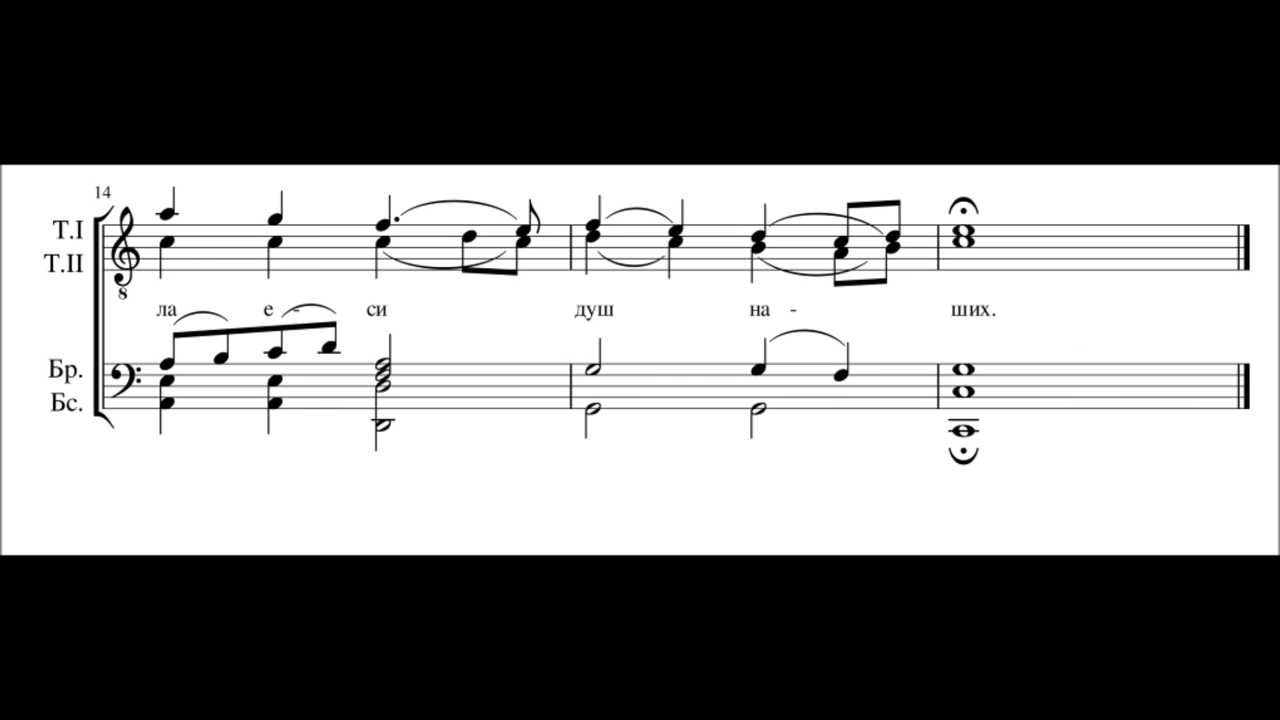 14
Т.I
Т.II
8
ла е - си душ на - ших.
Бр.
Бс.